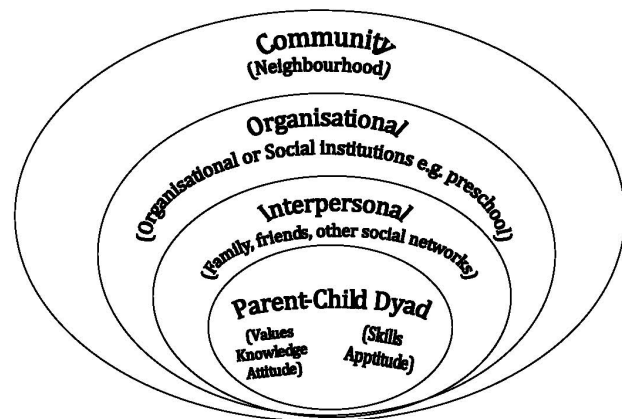 Community
(Neighbourhood)
Organisational
(Organisational or Social institutions e.g. preschool)
Interpersonal
(Family, friends, other social networks)
Parent-Child Dyad
(Values
Knowledge
Attitude)
(Skills
Apptitude)